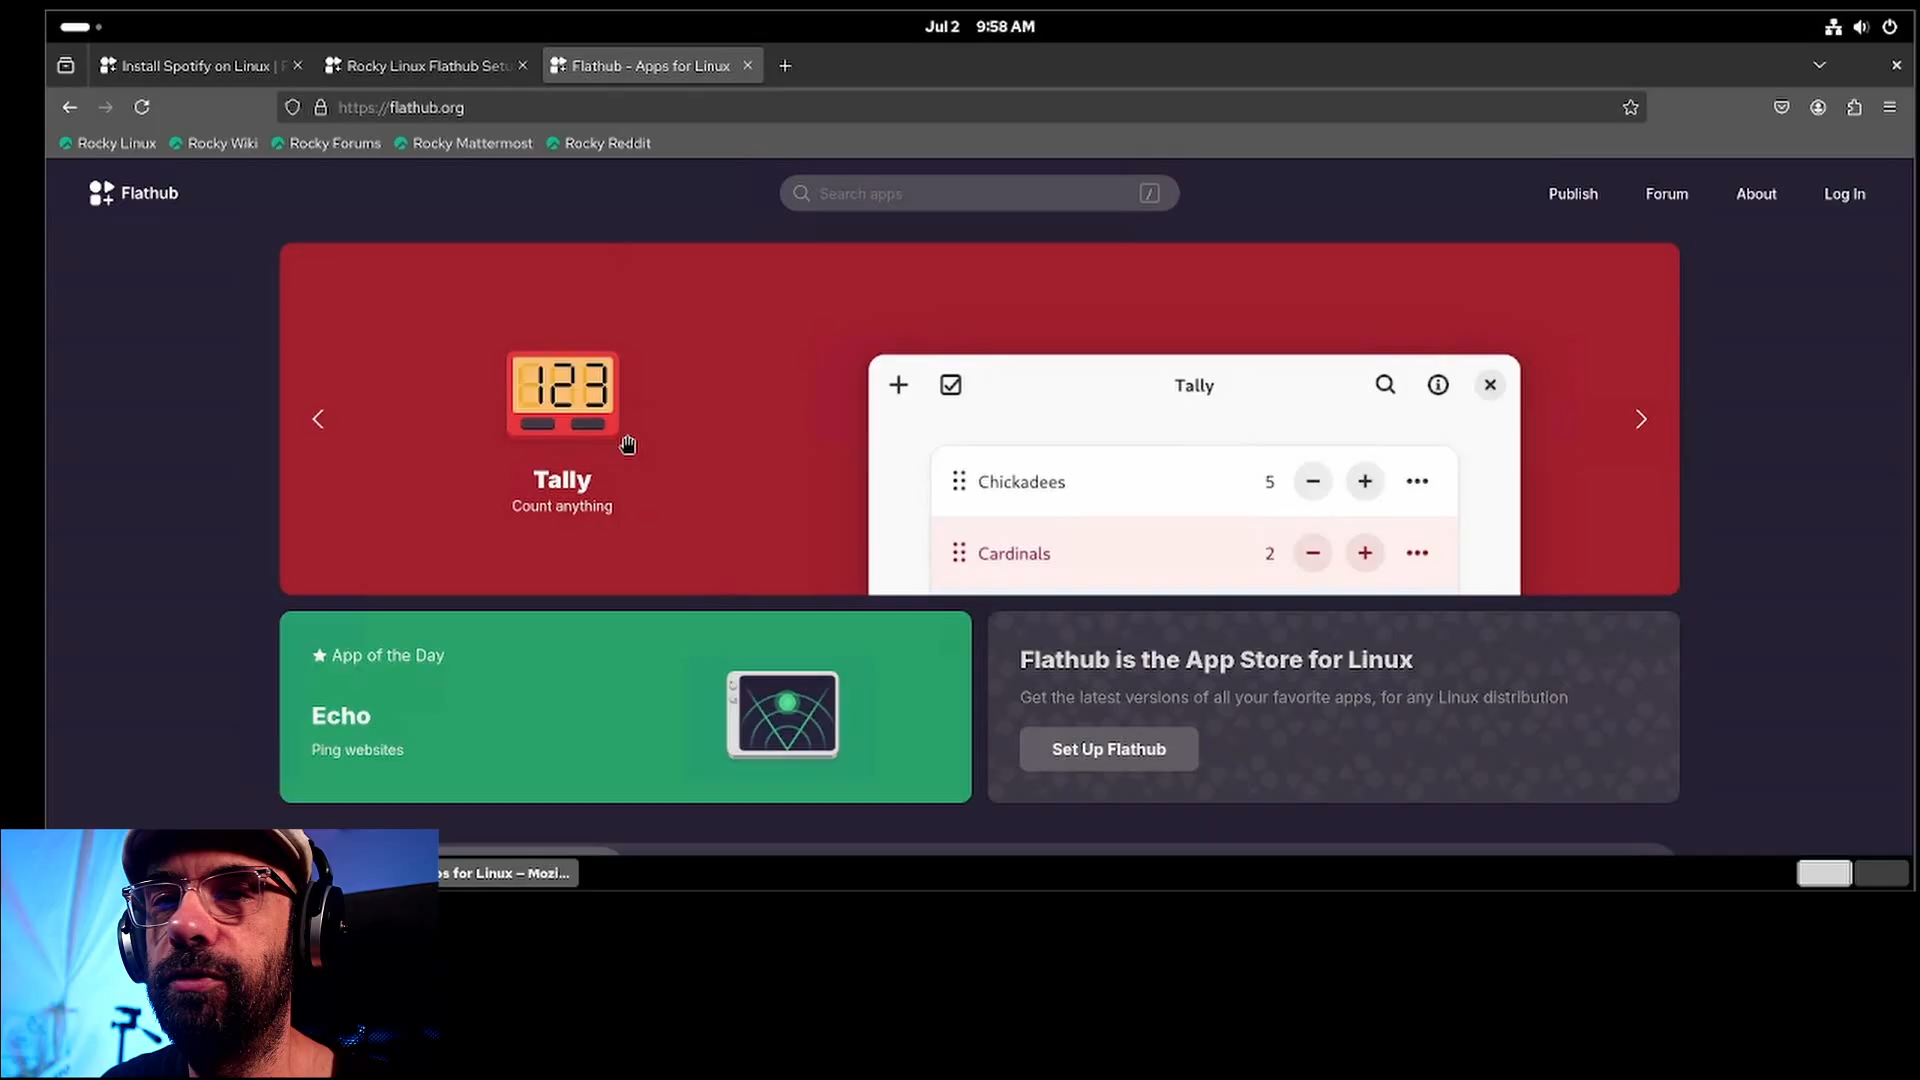 Jul 2 9:58 AM
Install Spotify on Linux | F
Rocky Linux Flathub Setu
Flathub - Apps for Linux
https://flathub.org
Rocky Linux
Rocky Wiki
Rocky Forums
Rocky Mattermost
Rocky Reddit
Flathub
Search apps
/
Publish
Forum
About
Log In
123
Tally
Count anything
Tally
Chickadees 5
Cardinals 2
App of the Day
Echo
Ping websites
Flathub is the App Store for Linux
Get the latest versions of all your favorite apps, for any Linux distribution
Set Up Flathub
ps for Linux — Mozi...